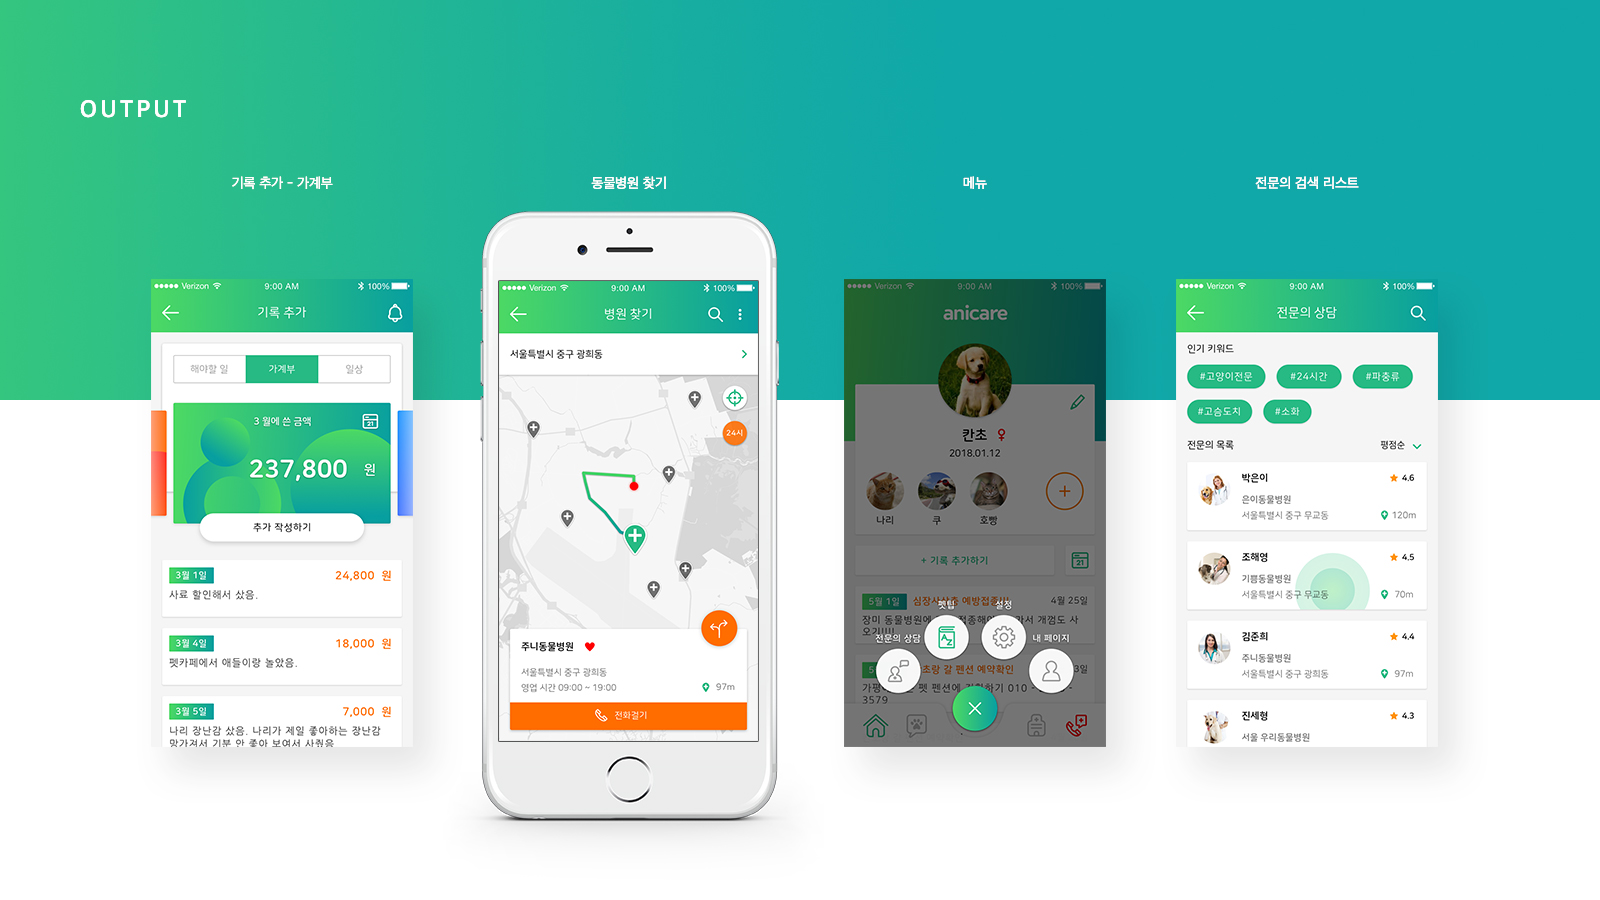 OUTPUT
기록 추가 - 가계부
Verizon
9:00 AM
100%
기록 추가
해야할 일
가계부
일상
3 월에 쓴 금액
21
237,800 원
추가 작성하기
3월 1일
24,800 원
사료 할인해서 샀음.
3월 4일
18,000 원
펫카페에서 애들이랑 놀았음.
3월 5일
7,000 원
나리 장난감 샀음. 나리가 제일 좋아하는 장난감
망가져서 기분 안 좋아 보여서 사줬음
동물병원 찾기
Verizon
9:00 AM
100%
병원 찾기
서울특별시 중구 광희동
24시
주니동물병원
서울특별시 중구 광희동
영업 시간 09:00 ~ 19:00
97m
전화걸기
메뉴
Verizon
9:00 AM
100%
anicare
칸초
2018.01.12
나리
쿠
호빵
+ 기록 추가하기
21
5월 1일
심장사상충 예방접종!!!
4월 25일
장미 동물병원에
펫팁
설정
전문의 상담
A
Z
내 페이지
초랑 갈 펜션 예약확인
3579
전문의 검색 리스트
Verizon
9:00 AM
100%
전문의 상담
인기 키워드
#고양이전문
#24시간
#파충류
#고슴도치
#소화
전문의 목록
평점순
박은이
4.6
은이동물병원
서울특별시 중구 무교동
120m
조해영
4.5
기쁨동물병원
서울특별시 중구 무교동
70m
김준희
4.4
주니동물병원
서울특별시 중구 광희동
97m
진세형
4.3
서울 우리동물병원